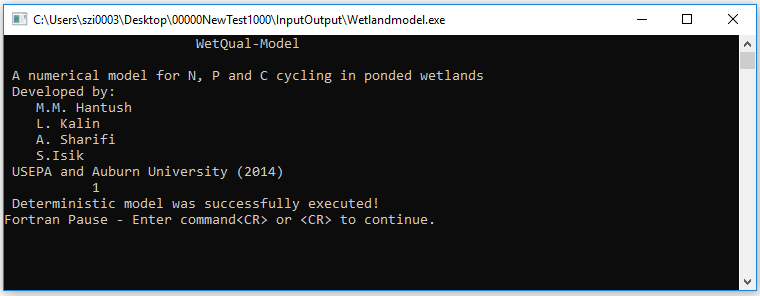 C:\Users\szi0003\Desktop\00000NewTest1000\InputOutput\Wetlandmodel.exe
WetQual-Model
A numerical model for N, P and C cycling in ponded wetlands
Developed by:
M.M. Hantush
L. Kalin
A. Sharifi
S.Isik
USEPA and Auburn University (2014)
1
Deterministic model was successfully executed!
Fortran Pause - Enter command<CR> or <CR> to continue.